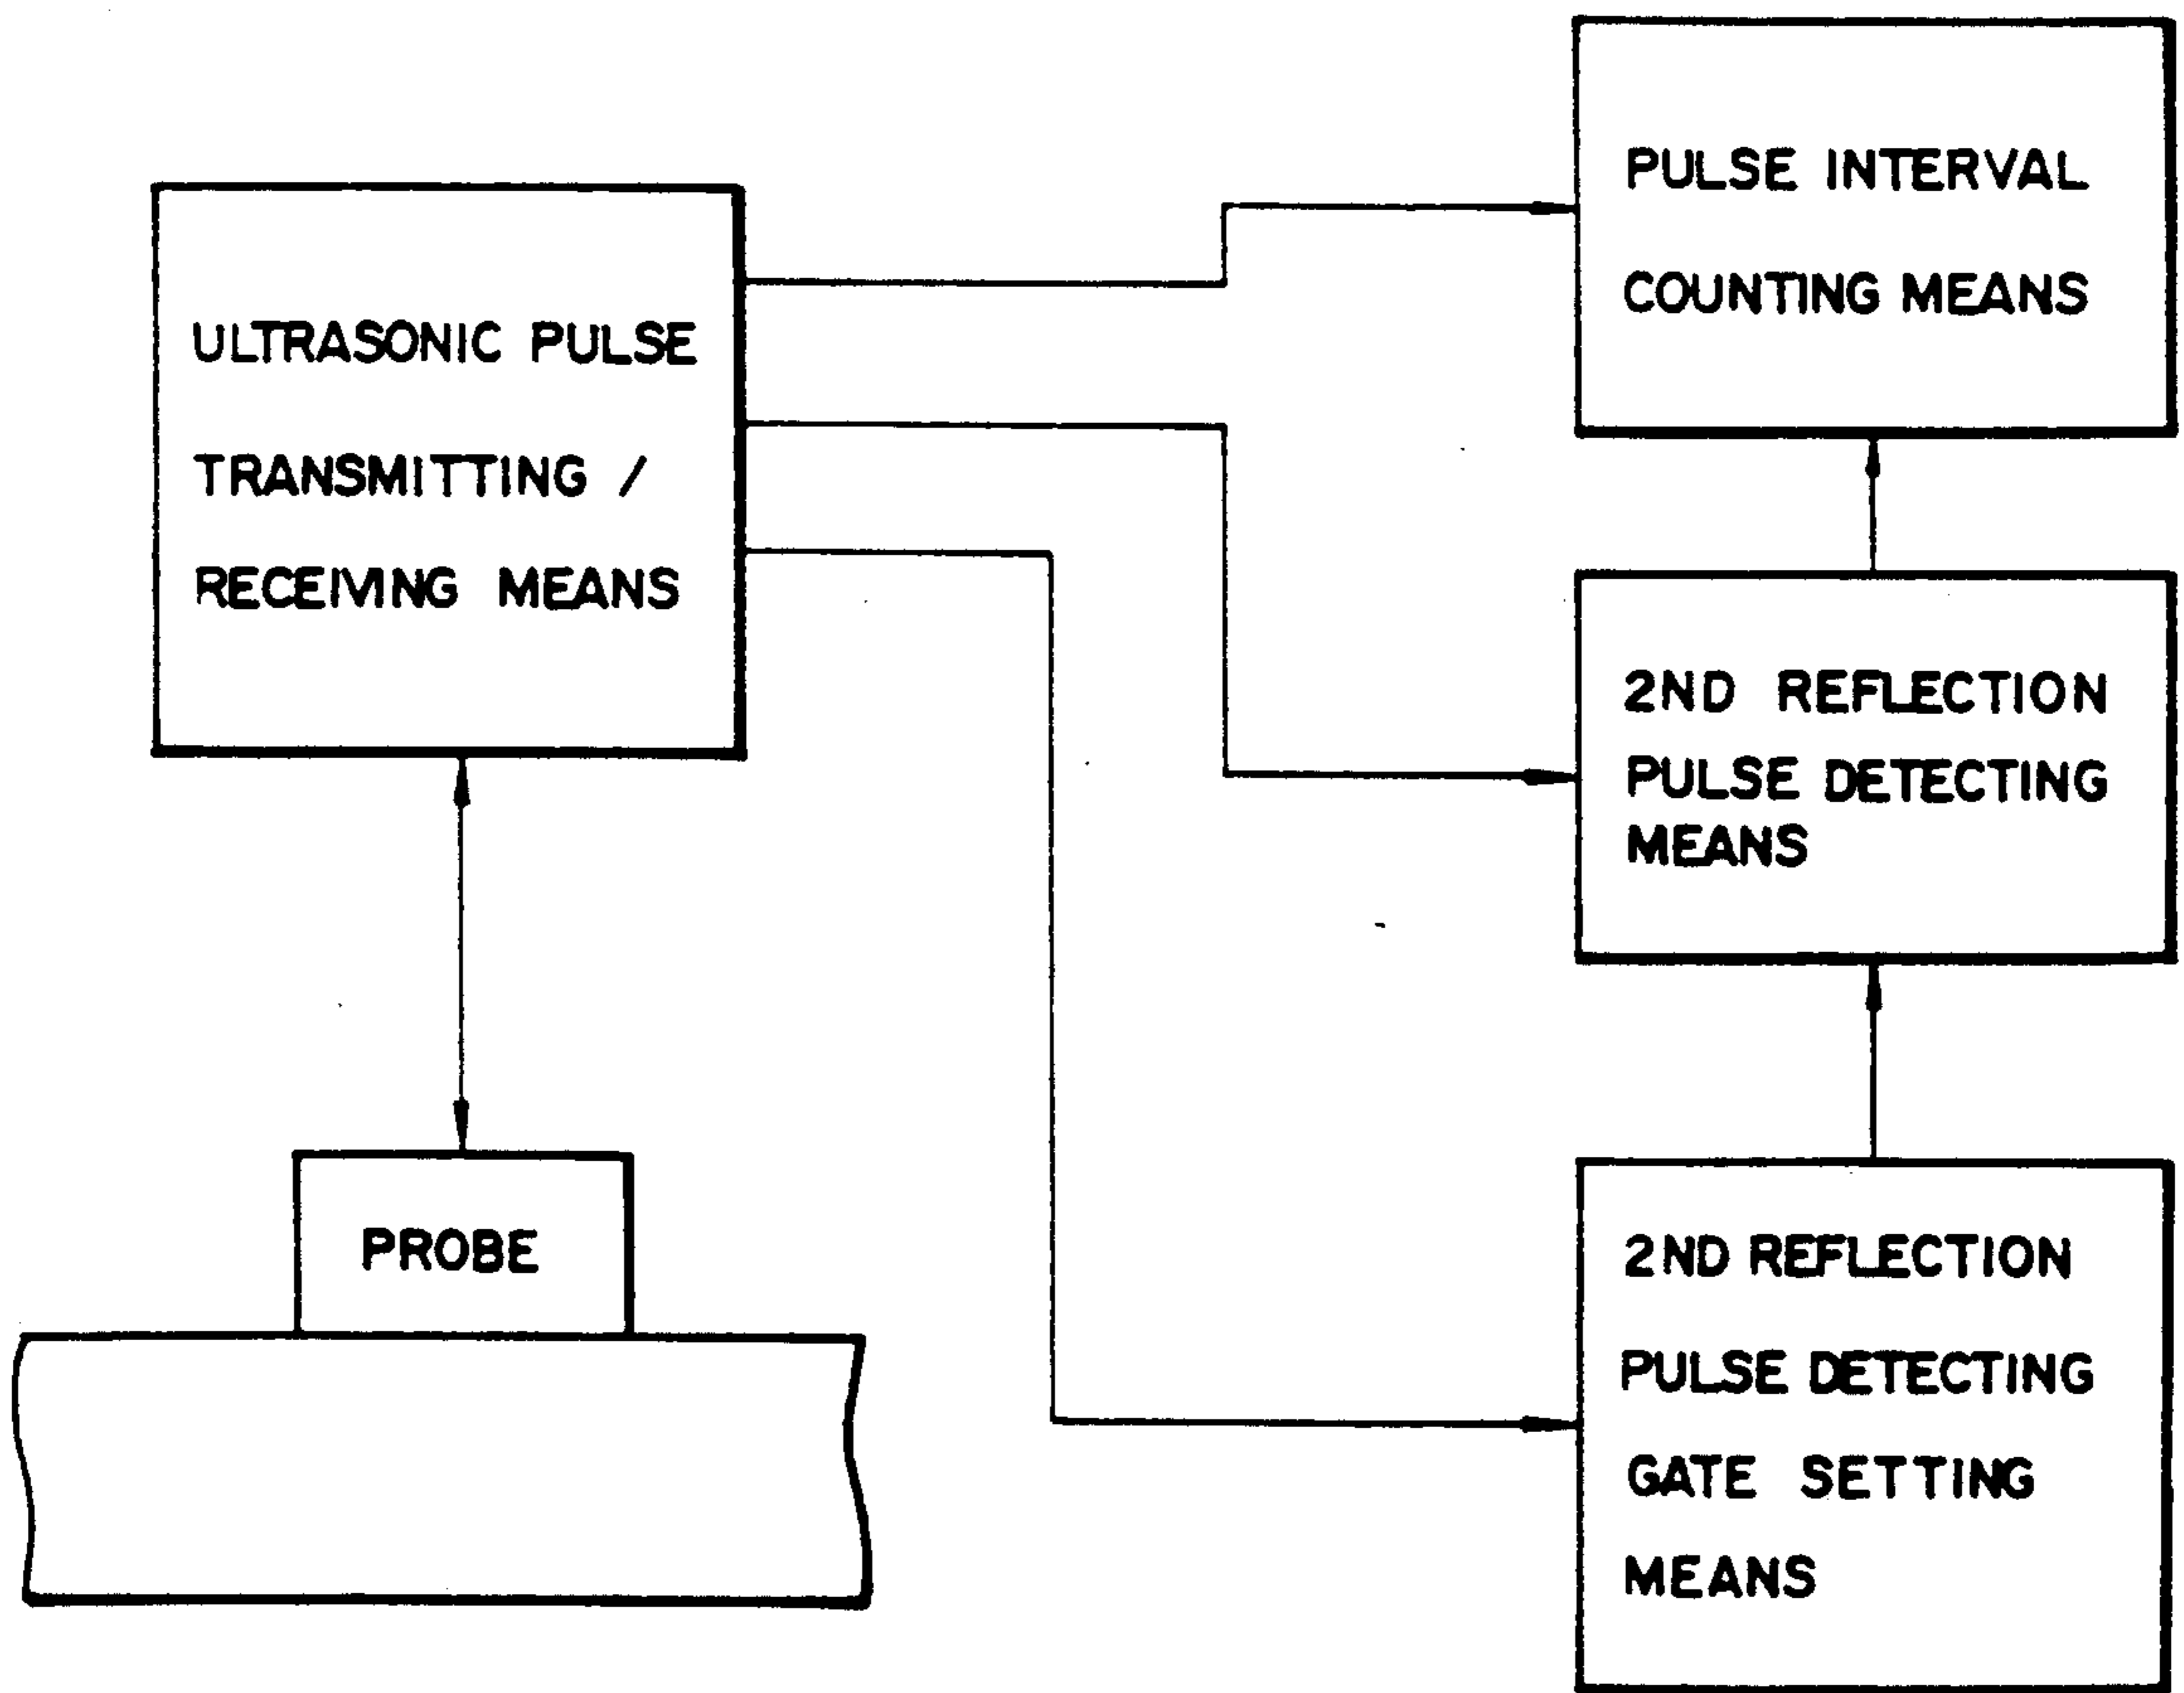 ULTRASONIC PULSE
TRANSMITTING /
RECEIVING MEANS
PROBE
PULSE INTERVAL
COUNTING MEANS
2ND REFLECTION
PULSE DETECTING
MEANS
2ND REFLECTION
PULSE DETECTING
GATE SETTING
MEANS